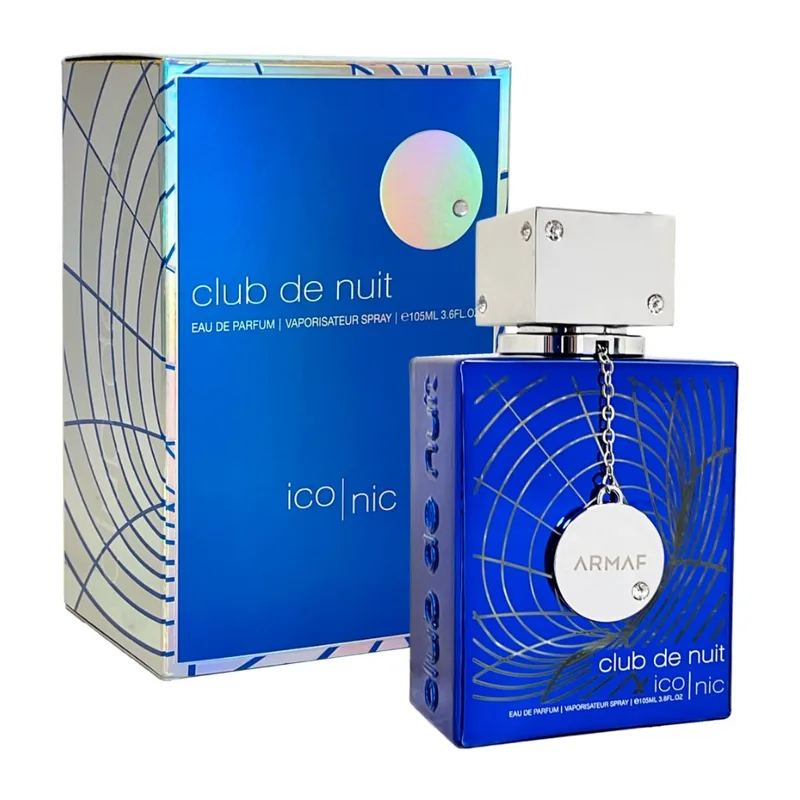 club de nuit
EAU DE PARFUM | VAPORISATEUR SPRAY | ℮105ML 3.6FL.OZ
ico|nic
club de nuit
ARMAF
club de nuit
ico|nic
EAU DE PARFUM | VAPORISATEUR SPRAY | ℮105ML 3.6FL.OZ